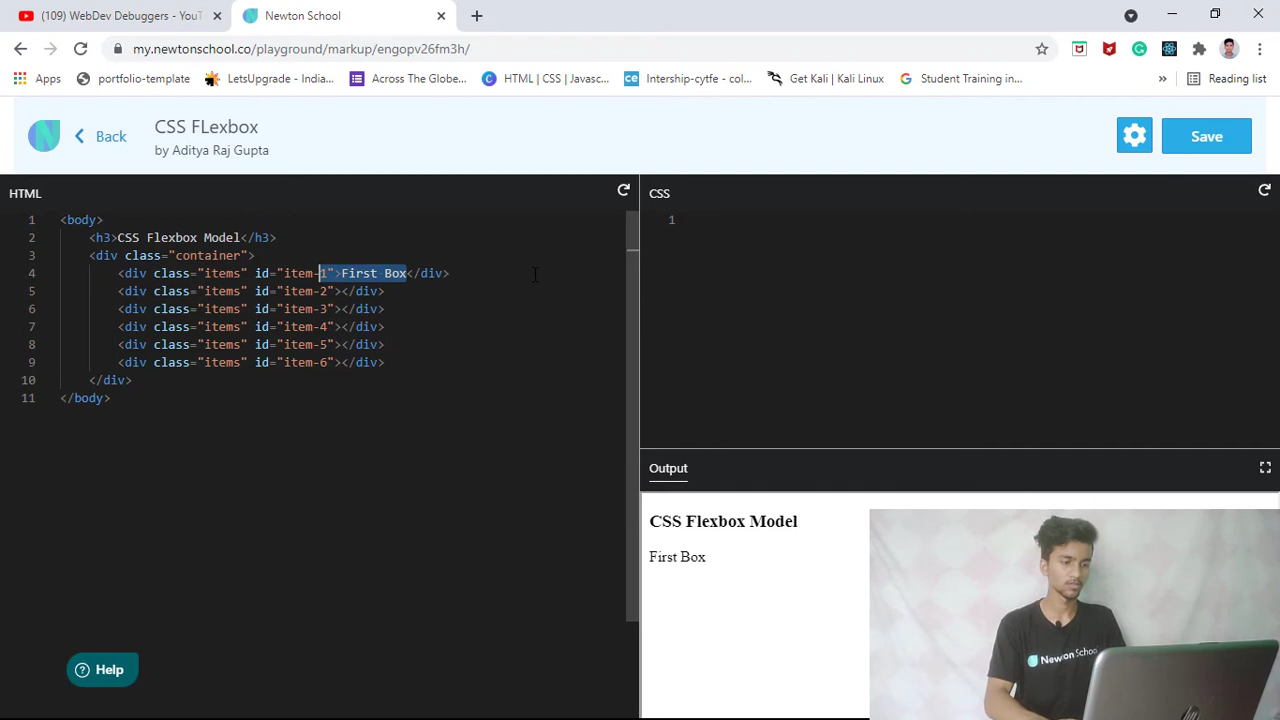 (109) WebDev Debuggers - YouT
Newton School
my.newtonschool.co/playground/markup/engopv26fm3h/
Apps
portfolio-template
LetsUpgrade - Indian...
Across The Globe...
HTML | CSS | Javasc...
Intership-cytfe - col...
Get Kali | Kali Linux
Student Training in...
»
Reading list
Back
CSS FLexbox
by Aditya Raj Gupta
Save
HTML
1 <body>
2 <h3>CSS Flexbox Model</h3>
3 <div class="container">
4 <div class="items" id="item-1">First Box</div>
5 <div class="items" id="item-2"></div>
6 <div class="items" id="item-3"></div>
7 <div class="items" id="item-4"></div>
8 <div class="items" id="item-5"></div>
9 <div class="items" id="item-6"></div>
10 </div>
11 </body>
Help
CSS
1
Output
CSS Flexbox Model
First Box
Newton School
hp